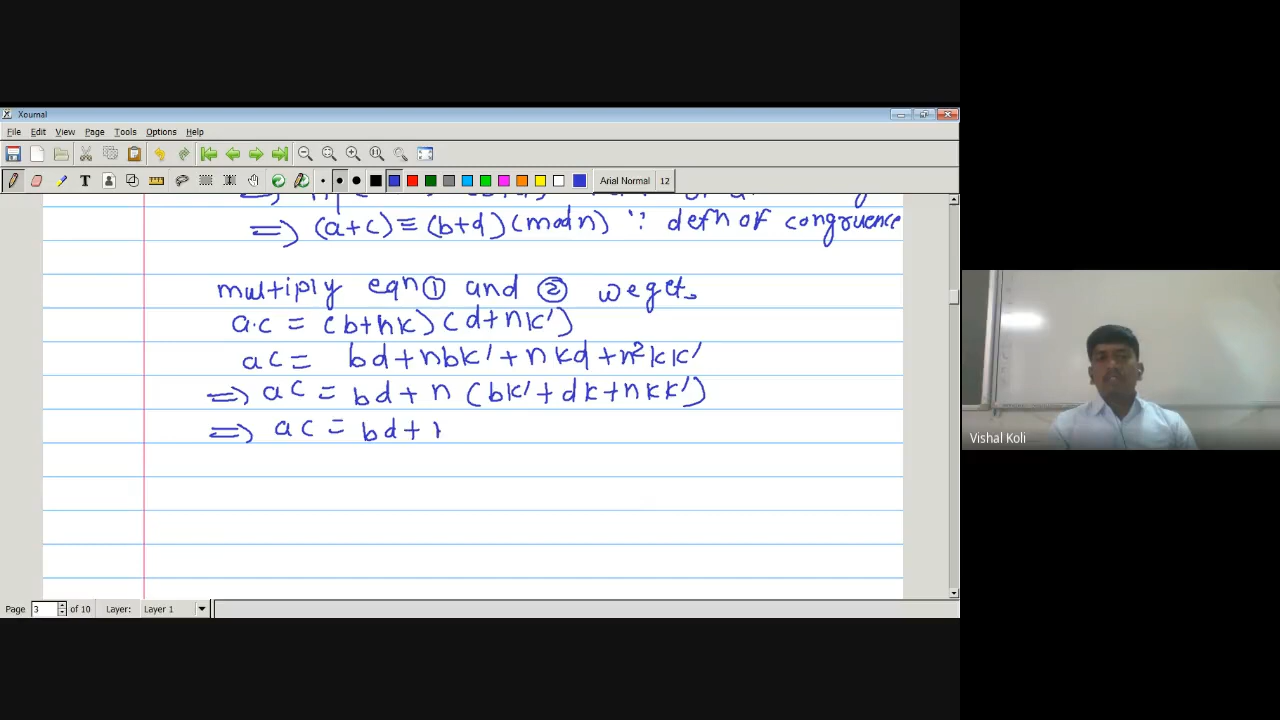 Xournal
File Edit View Page Tools Options Help
Arial Normal 12
⇒ (a+c) ≡ (b+d) (mod n) ∵ defn of congruence
multiply eqn ① and ② we get.
a·c = (b+nk) (d+nk')
ac = bd + nbk' + nkd + n²kk'
⇒ ac = bd + n (bk' + dk + nkk')
⇒ ac = bd +
Vishal Koli
Page 3 of 10 Layer: Layer 1